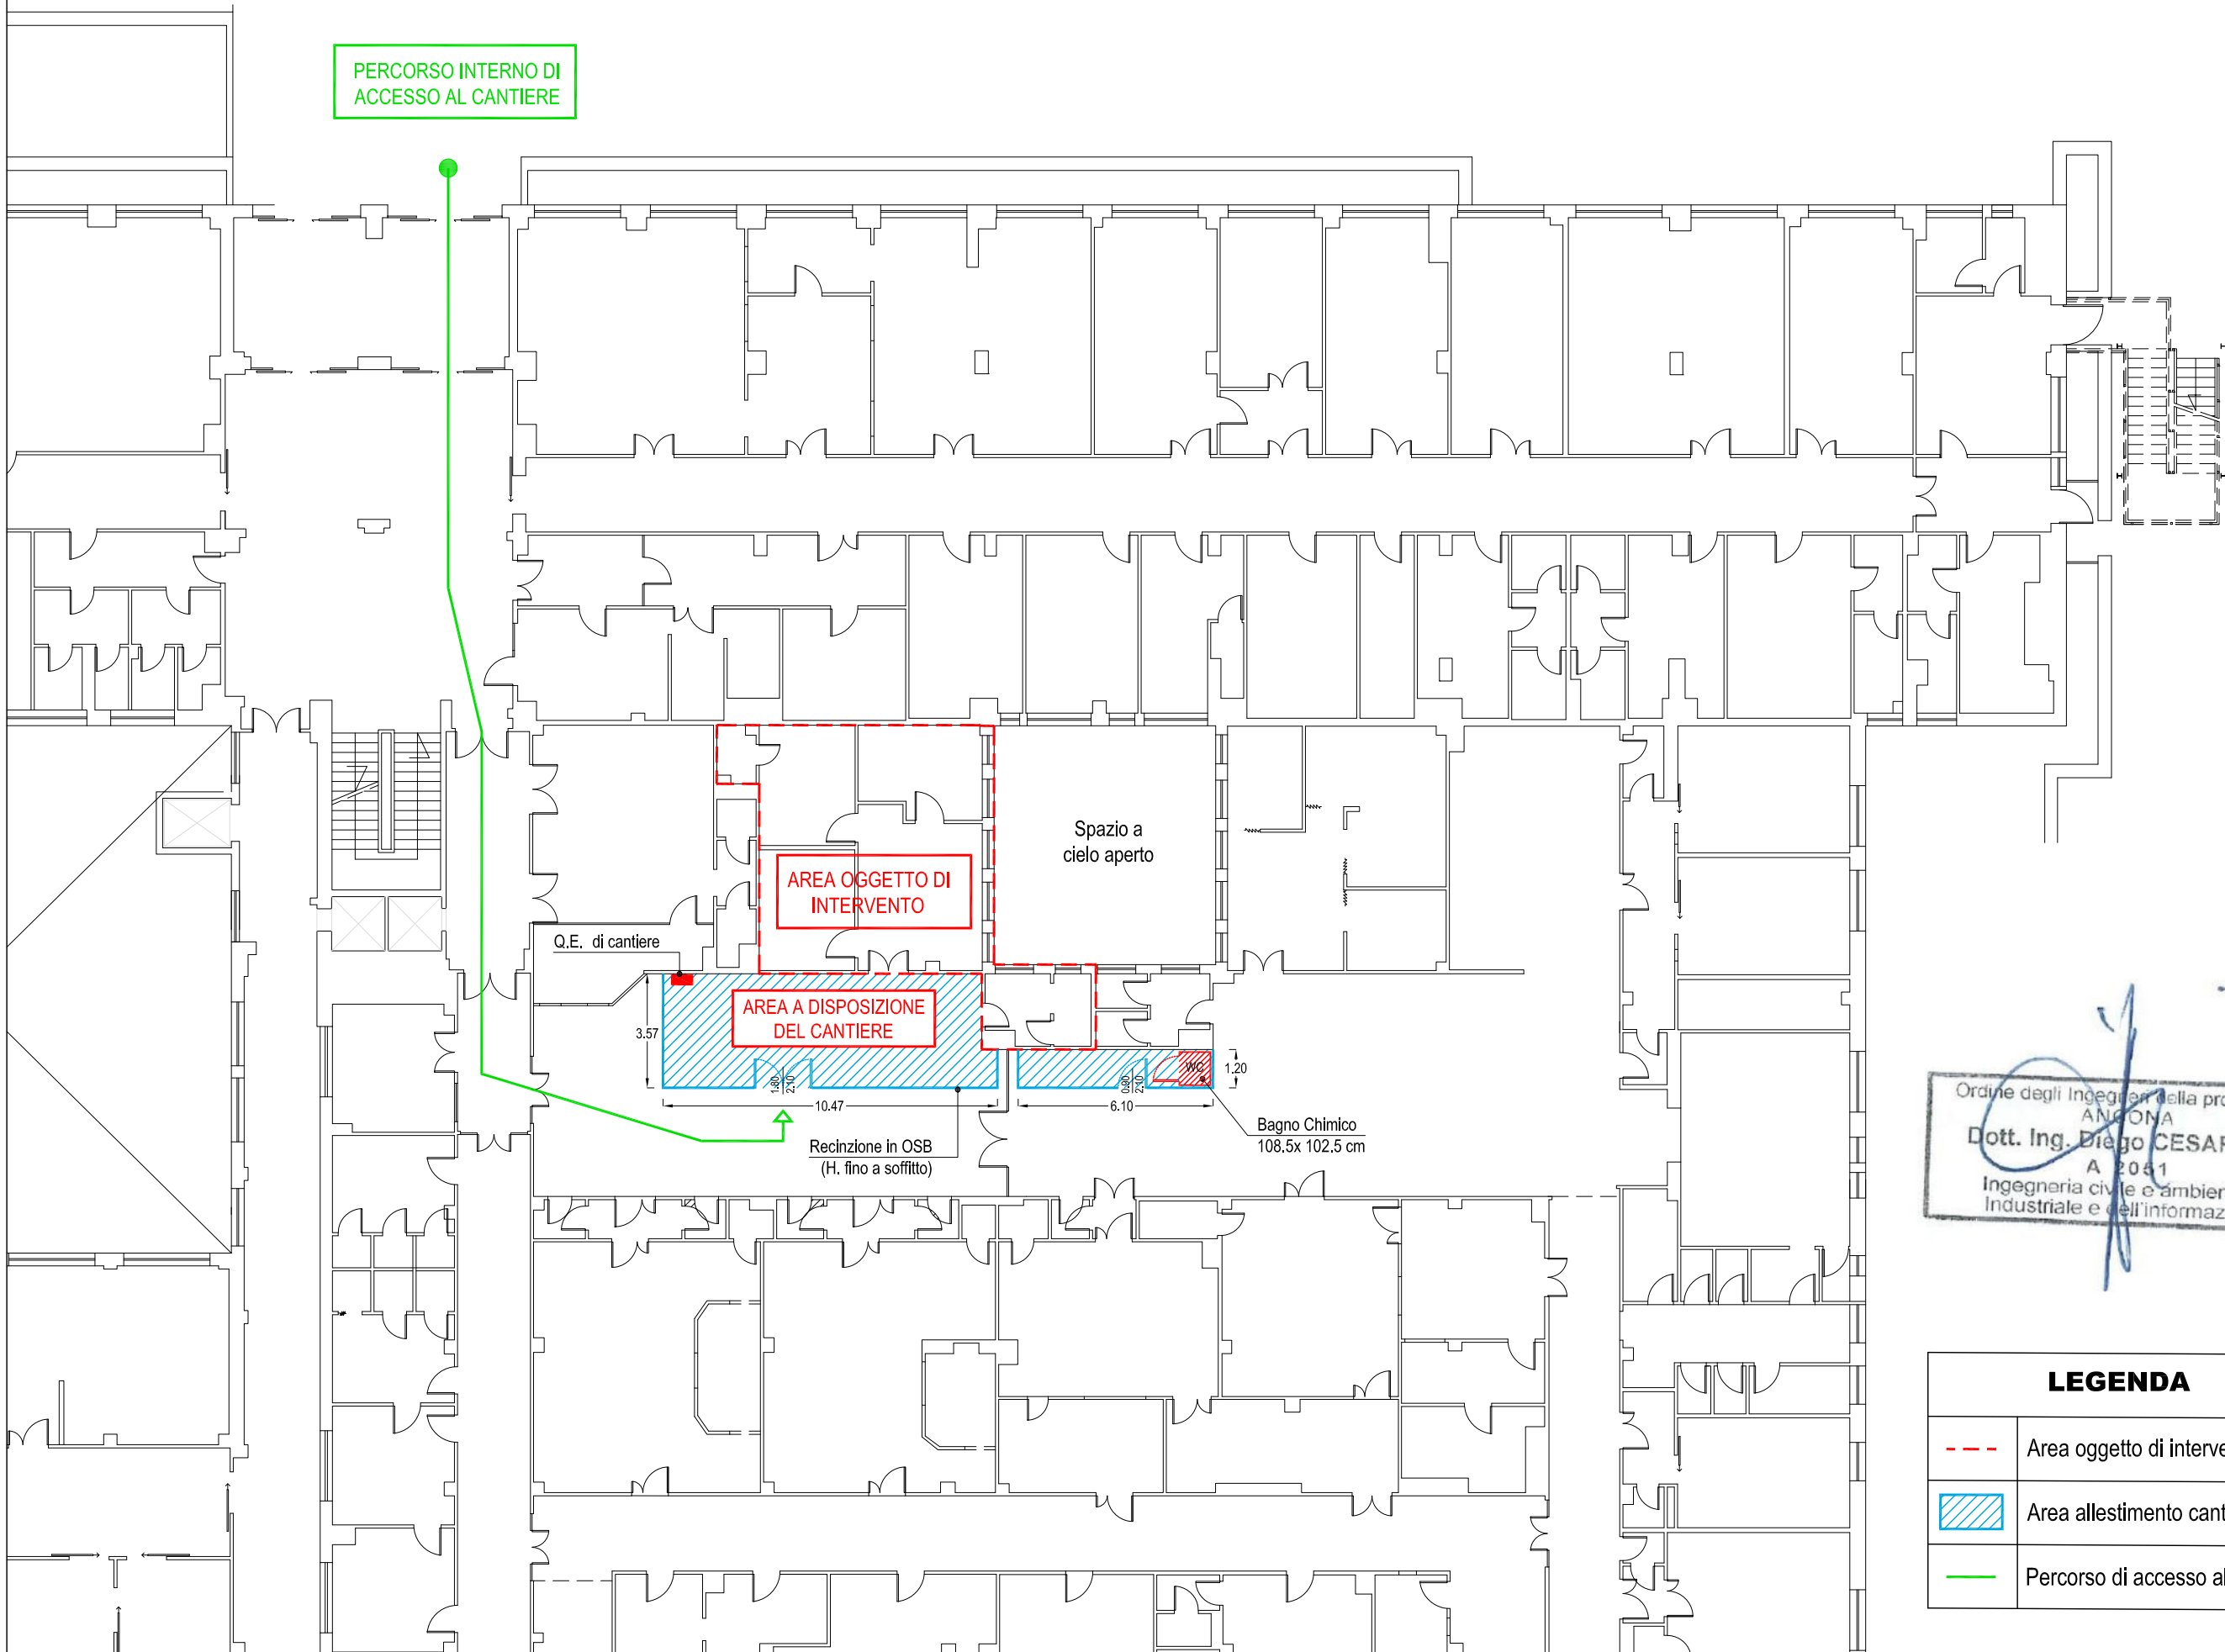 PERCORSO INTERNO DI
ACCESSO AL CANTIERE
Spazio a
cielo aperto
AREA OGGETTO DI
INTERVENTO
Q.E. di cantiere
AREA A DISPOSIZIONE
DEL CANTIERE
3.57
1.80
2.10
10.47
0.90
2.10
WC
1.20
6.10
Recinzione in OSB
(H. fino a soffitto)
Bagno Chimico
108,5x 102,5 cm
Ordine degli Ingegneri della pro
ANCONA
Dott. Ing. Diego CESAR
A 2051
Ingegneria civile e ambien
Industriale e dell'informaz
LEGENDA
Area oggetto di interve
Area allestimento cant
Percorso di accesso al